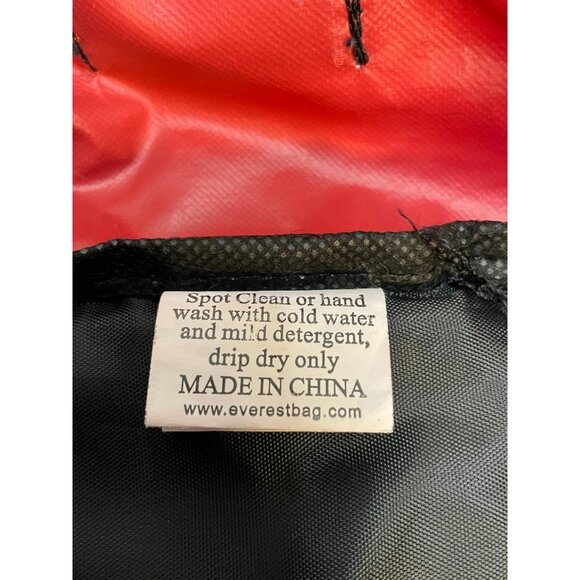 Spot Clean or hand
wash with cold water
and mild detergent,
drip dry only
MADE IN CHINA
www.everestbag.com